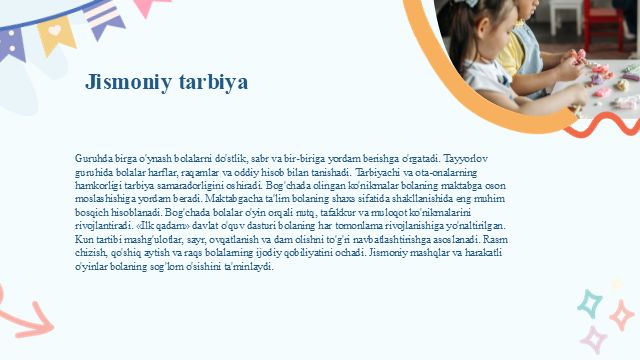 Jismoniy tarbiya
Guruhda birga o'ynash bolalarni do'stlik, sabr va bir-biriga yordam berishga o'rgatadi. Tayyorlov
guruhida bolalar harflar, raqamlar va oddiy hisob bilan tanishadi. Tarbiyachi va ota-onalarning
hamkorligi tarbiya samaradorligini oshiradi. Bog'chada olingan ko'nikmalar bolaning maktabga oson
moslashishiga yordam beradi. Maktabgacha ta'lim bolaning shaxs sifatida shakllanishida eng muhim
bosqich hisoblanadi. Bog'chada bolalar o'yin orqali nutq, tafakkur va muloqot ko'nikmalarini
rivojlantiradi. «Ilk qadam» davlat o'quv dasturi bolaning har tomonlama rivojlanishiga yo'naltirilgan.
Kun tartibi mashg'ulotlar, sayr, ovqatlanish va dam olishni to'g'ri navbatlashtirishga asoslanadi. Rasm
chizish, qo'shiq aytish va raqs bolalarning ijodiy qobiliyatini ochadi. Jismoniy mashqlar va harakatli
o'yinlar bolaning sog'lom o'sishini ta'minlaydi.